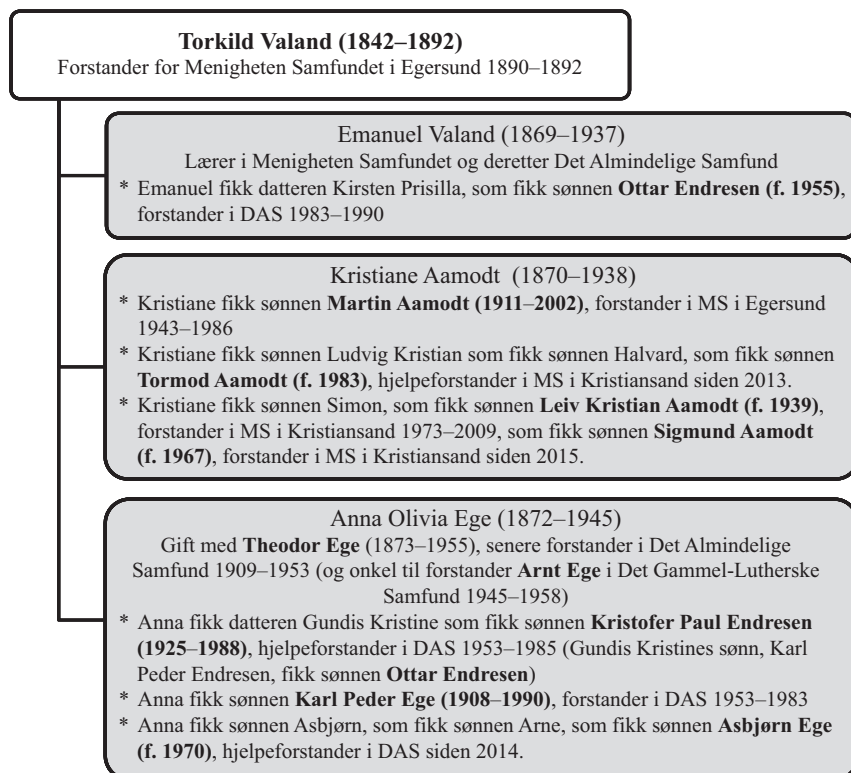 Torkild Valand (1842–1892)
Forstander for Menigheten Samfundet i Egersund 1890–1892
Emanuel Valand (1869–1937)
Lærer i Menigheten Samfundet og deretter Det Almindelige Samfund
* Emanuel fikk datteren Kirsten Prisilla, som fikk sønnen Ottar Endresen (f. 1955),
forstander i DAS 1983–1990
Kristiane Aamodt (1870–1938)
* Kristiane fikk sønnen Martin Aamodt (1911–2002), forstander i MS i Egersund
1943–1986
* Kristiane fikk sønnen Ludvig Kristian som fikk sønnen Halvard, som fikk sønnen
Tormod Aamodt (f. 1983), hjelpeforstander i MS i Kristiansand siden 2013.
* Kristiane fikk sønnen Simon, som fikk sønnen Leiv Kristian Aamodt (f. 1939),
forstander i MS i Kristiansand 1973–2009, som fikk sønnen Sigmund Aamodt
(f. 1967), forstander i MS i Kristiansand siden 2015.
Anna Olivia Ege (1872–1945)
Gift med Theodor Ege (1873–1955), senere forstander i Det Almindelige
Samfund 1909–1953 (og onkel til forstander Arnt Ege i Det Gammel-Lutherske
Samfund 1945–1958)
* Anna fikk datteren Gundis Kristine som fikk sønnen Kristofer Paul Endresen
(1925–1988), hjelpeforstander i DAS 1953–1985 (Gundis Kristines sønn, Karl
Peder Endresen, fikk sønnen Ottar Endresen)
* Anna fikk sønnen Karl Peder Ege (1908–1990), forstander i DAS 1953–1983
* Anna fikk sønnen Asbjørn, som fikk sønnen Arne, som fikk sønnen Asbjørn Ege
(f. 1970), hjelpeforstander i DAS siden 2014.